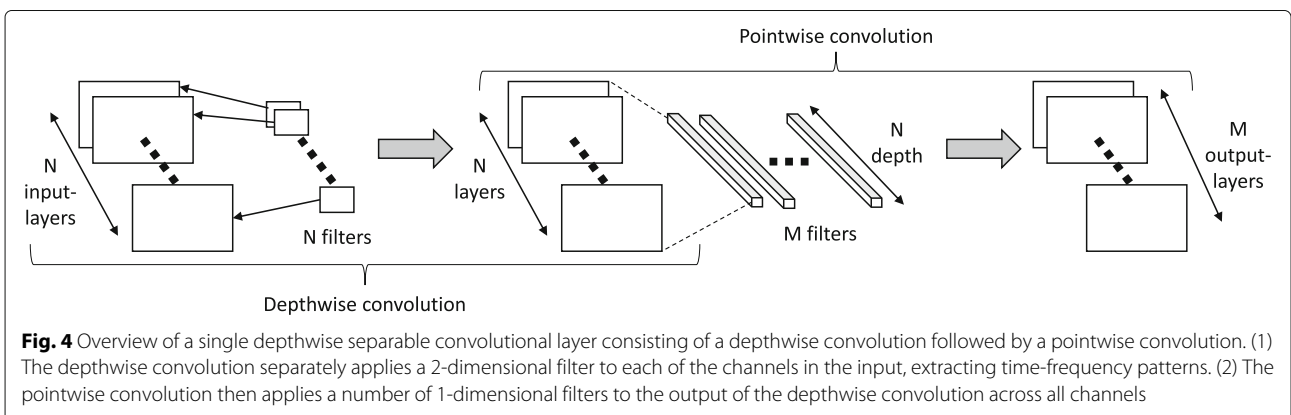 Pointwise convolution
N
input-
layers
N filters
N
layers
M filters
N
depth
M
output-
layers
Depthwise convolution
Fig. 4 Overview of a single depthwise separable convolutional layer consisting of a depthwise convolution followed by a pointwise convolution. (1)
The depthwise convolution separately applies a 2-dimensional filter to each of the channels in the input, extracting time-frequency patterns. (2) The
pointwise convolution then applies a number of 1-dimensional filters to the output of the depthwise convolution across all channels